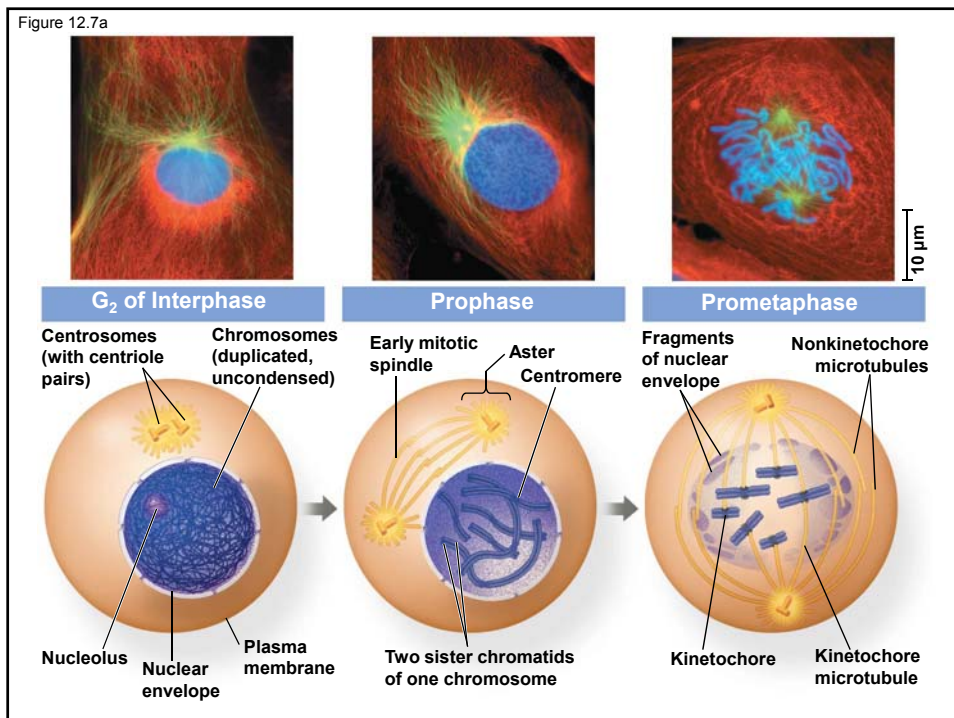 Figure 12.7a
10 µm
G₂ of Interphase
Prophase
Prometaphase
Centrosomes
(with centriole
pairs)
Chromosomes
(duplicated,
uncondensed)
Early mitotic
spindle
Aster
Centromere
Fragments
of nuclear
envelope
Nonkinetochore
microtubules
Nucleolus
Nuclear
envelope
Plasma
membrane
Two sister chromatids
of one chromosome
Kinetochore
Kinetochore
microtubule